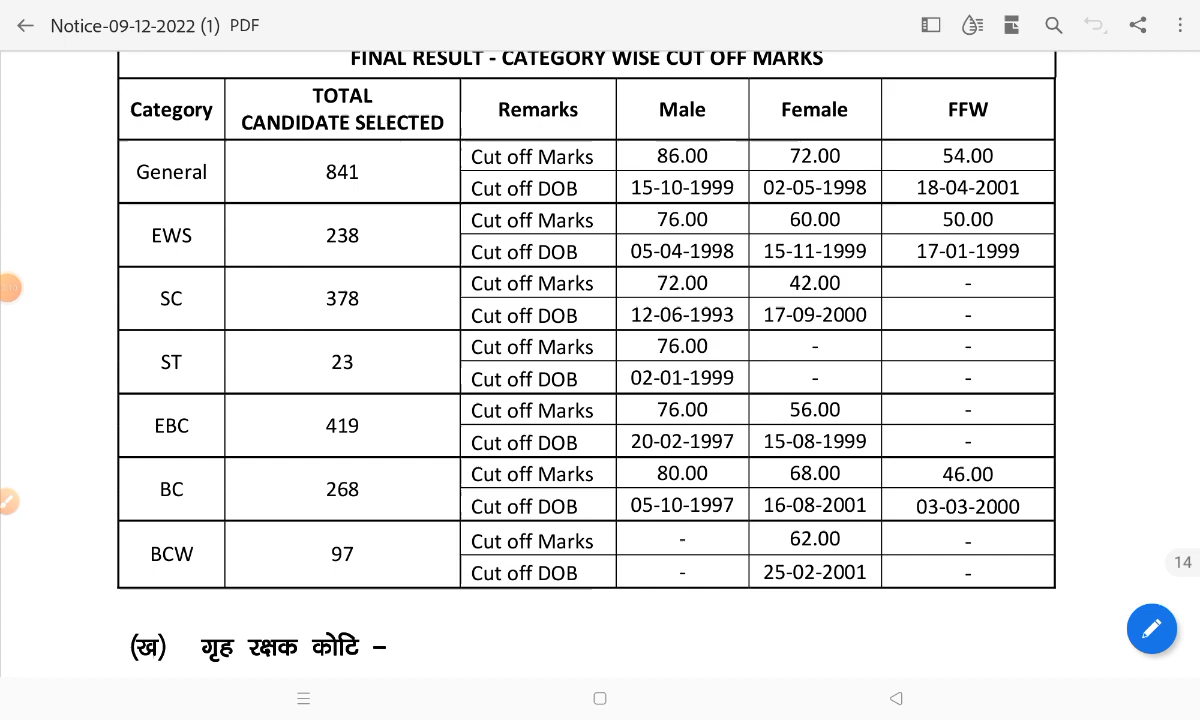 Notice-09-12-2022 (1) PDF
FINAL RESULT - CATEGORY WISE CUT OFF MARKS
Category TOTAL CANDIDATE SELECTED Remarks Male Female FFW
General 841 Cut off Marks 86.00 72.00 54.00
Cut off DOB 15-10-1999 02-05-1998 18-04-2001
EWS 238 Cut off Marks 76.00 60.00 50.00
Cut off DOB 05-04-1998 15-11-1999 17-01-1999
SC 378 Cut off Marks 72.00 42.00 -
Cut off DOB 12-06-1993 17-09-2000 -
ST 23 Cut off Marks 76.00 - -
Cut off DOB 02-01-1999 - -
EBC 419 Cut off Marks 76.00 56.00 -
Cut off DOB 20-02-1997 15-08-1999 -
BC 268 Cut off Marks 80.00 68.00 46.00
Cut off DOB 05-10-1997 16-08-2001 03-03-2000
BCW 97 Cut off Marks - 62.00 -
Cut off DOB - 25-02-2001 -
14
(ख) गृह रक्षक कोटि –